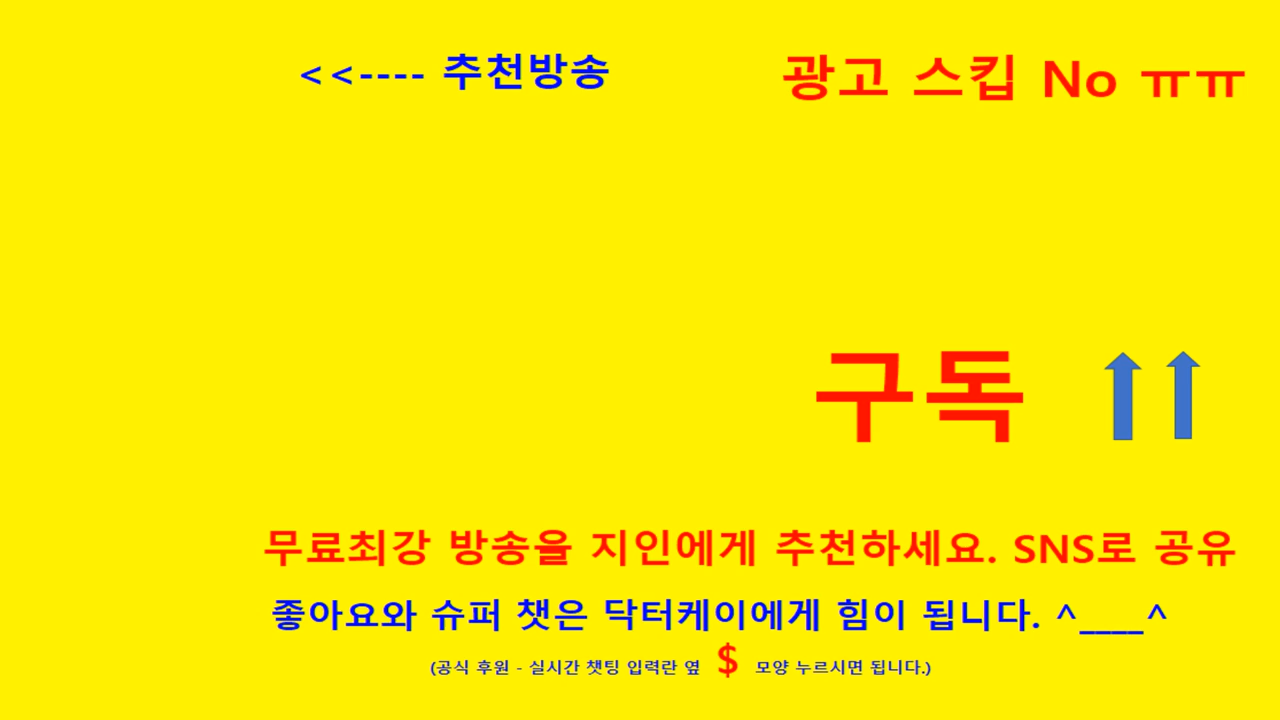 <<---- 추천방송
광고 스킵 No ㅠㅠ
구독
무료최강 방송을 지인에게 추천하세요. SNS로 공유
좋아요와 슈퍼 챗은 닥터케이에게 힘이 됩니다. ^____^
(공식 후원 - 실시간 챗팅 입력란 옆 $ 모양 누르시면 됩니다.)